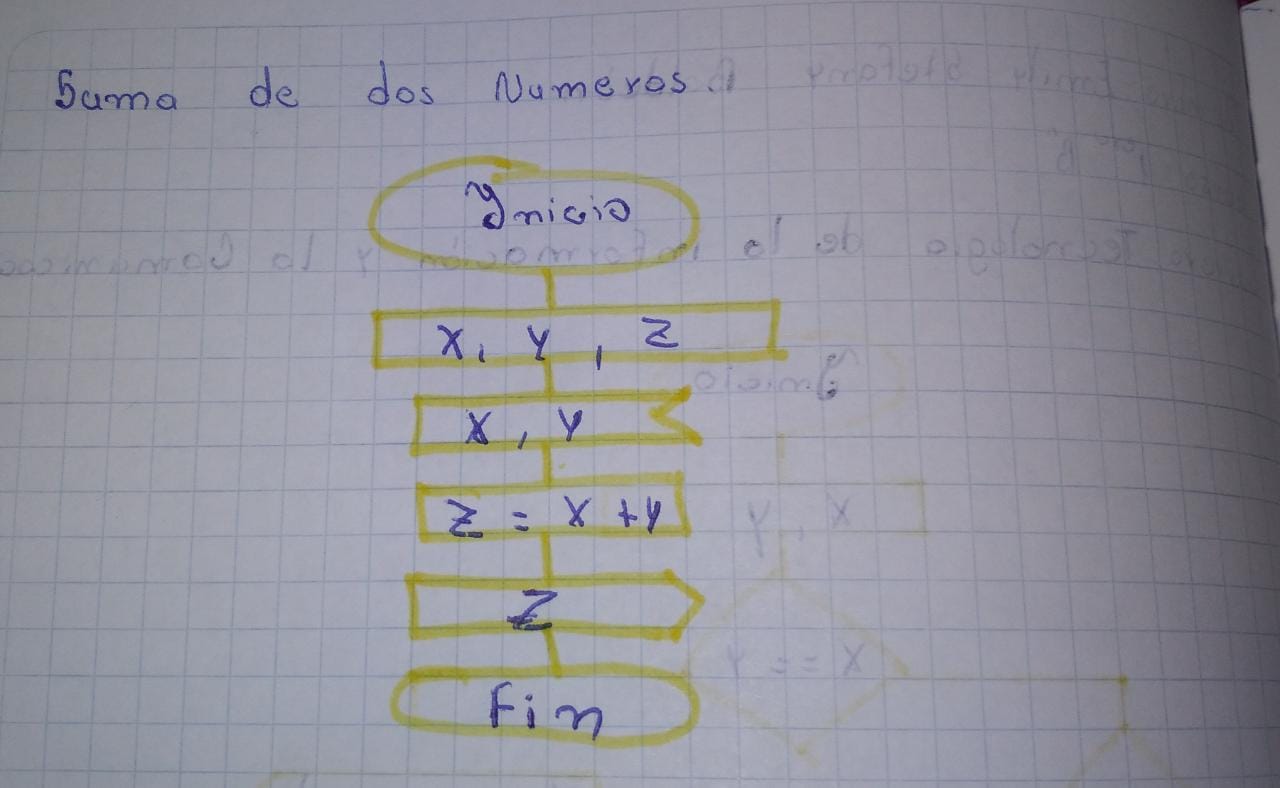 Suma de dos Numeros.
Ynicio
X, Y, Z
X, Y
Z = X + Y
Z
Fin